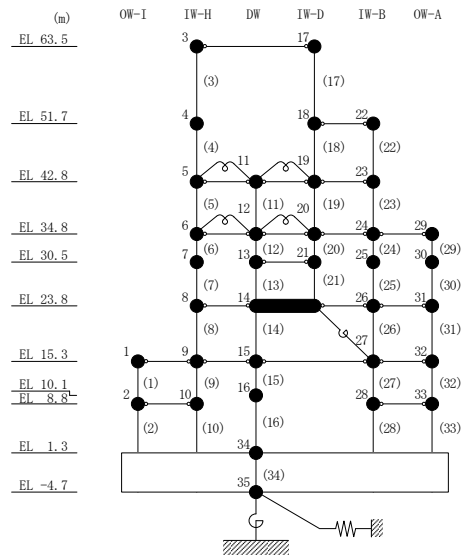 (m) OW-I IW-H DW IW-D IW-B OW-A
EL 63.5 3 17
(3) (17)
EL 51.7 4 18 22
(4) (18) (22)
EL 42.8 5 11 19 23
(5) (11) (19) (23)
EL 34.8 6 12 20 24 29
(6) (12) (20) (24) (29)
EL 30.5 7 13 21 25 30
(7) (13) (21) (25) (30)
EL 23.8 8 14 26 31
(8) (14) (26) (31)
27
EL 15.3 1 9 15 32
(1) (9) (15) (27) (32)
EL 10.1 16
EL 8.8 2 10 28 33
(2) (10) (16) (28) (33)
EL 1.3 34
(34)
EL -4.7 35